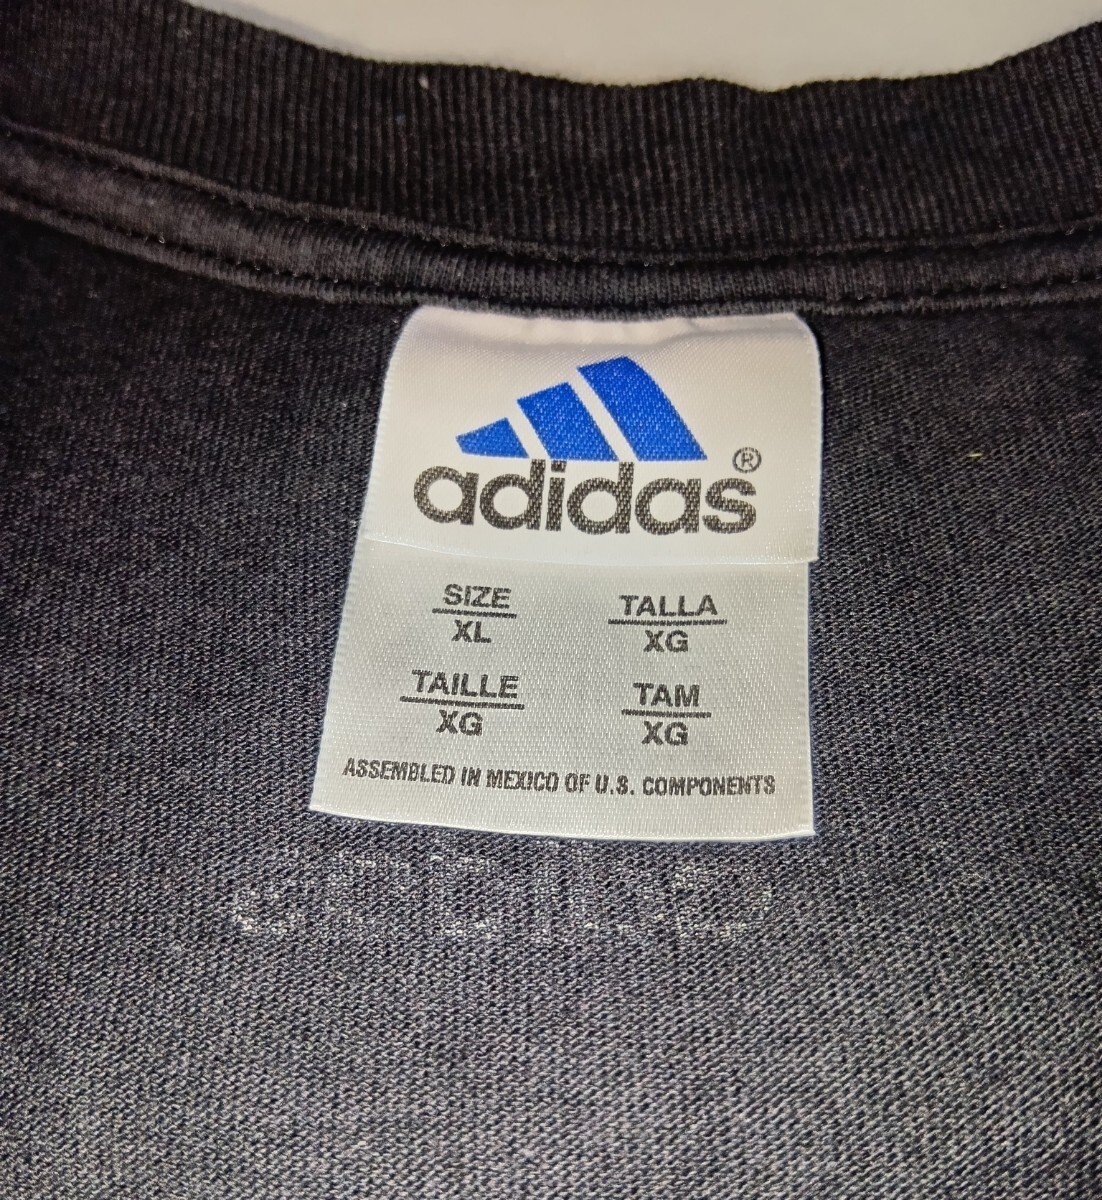 adidas®
SIZE TALLA
XL XG
TAILLE TAM
XG XG
ASSEMBLED IN MEXICO OF U.S. COMPONENTS